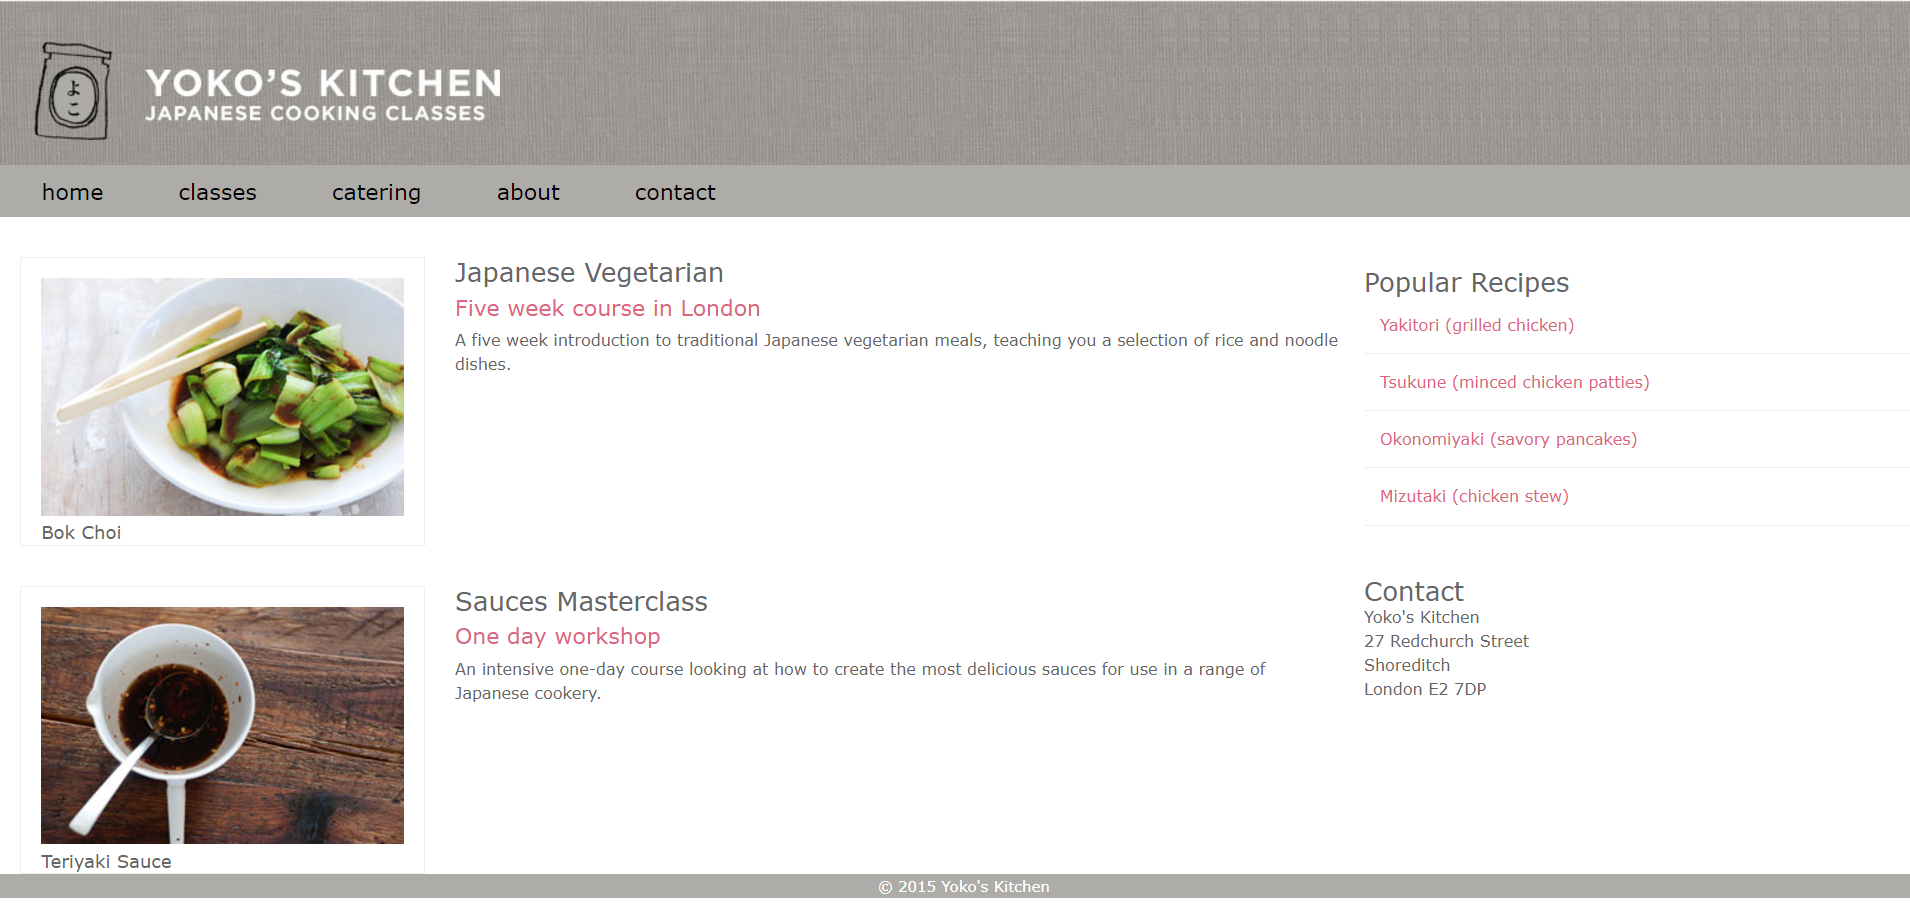 よこ
YOKO'S KITCHEN
JAPANESE COOKING CLASSES
home classes catering about contact
Japanese Vegetarian
Five week course in London
A five week introduction to traditional Japanese vegetarian meals, teaching you a selection of rice and noodle
dishes.
Bok Choi
Sauces Masterclass
One day workshop
An intensive one-day course looking at how to create the most delicious sauces for use in a range of
Japanese cookery.
Teriyaki Sauce
Popular Recipes
Yakitori (grilled chicken)
Tsukune (minced chicken patties)
Okonomiyaki (savory pancakes)
Mizutaki (chicken stew)
Contact
Yoko's Kitchen
27 Redchurch Street
Shoreditch
London E2 7DP
© 2015 Yoko's Kitchen